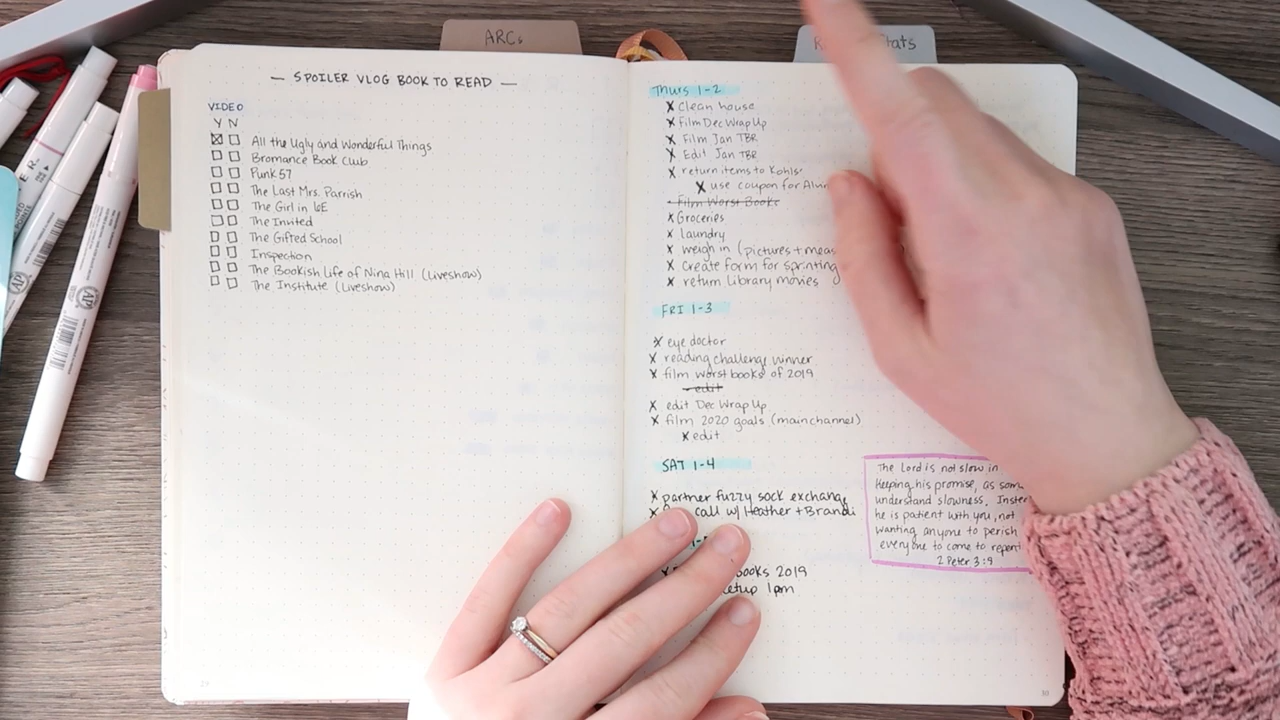 ARCs
— SPOILER VLOG BOOK TO READ —
VIDEO
Y N
All the Ugly and Wonderful Things
Bromance Book Club
Punk 57
The Last Mrs. Parrish
The Girl in 6E
The Invited
The Gifted School
Inspection
The Bookish Life of Nina Hill (Liveshow)
The Institute (Liveshow)
Stats
Thurs 1-2
x clean house
x Film Dec Wrap Up
x Film Jan TBR
x Edit Jan TBR
x return items to Kohls
x use coupon for
- Film Worst Books
x Groceries
x laundry
x weigh in (pictures +
x create form for sprinting
x return Library movies
FRI 1-3
x eye doctor
x reading challeng winner
x film worst books of 2019
- edit
x edit Dec Wrap Up
x film 2020 goals (main channel)
x edit
SAT 1-4
x partner fuzzy sock exchange
x call w/ Heather + Brandi
books 2019
1pm
The Lord is not slow in
keeping his promise, as
understand slowness.
he is patient with you, not
wanting anyone to perish
everyone to come to
2 Peter 3:9
30